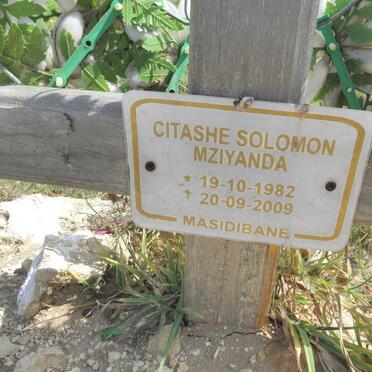 CITASHE SOLOMON
MZIYANDA
* 19-10-1982
† 20-09-2009
MASIDIBANE